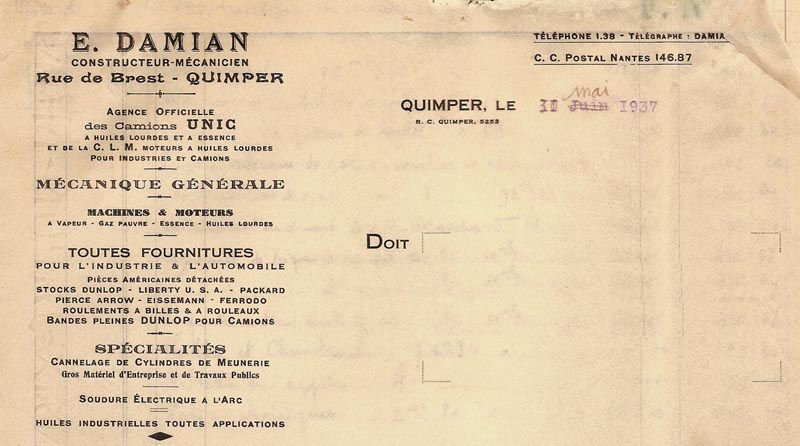 E. DAMIAN
CONSTRUCTEUR-MÉCANICIEN
Rue de Brest - QUIMPER
AGENCE OFFICIELLE
des Camions UNIC
A HUILES LOURDES ET A ESSENCE
ET DE LA C. L. M. MOTEURS A HUILES LOURDES
POUR INDUSTRIES ET CAMIONS
MÉCANIQUE GÉNÉRALE
MACHINES & MOTEURS
A VAPEUR - GAZ PAUVRE - ESSENCE - HUILES LOURDES
TOUTES FOURNITURES
POUR L'INDUSTRIE & L'AUTOMOBILE
PIÈCES AMÉRICAINES DÉTACHÉES
STOCKS DUNLOP - LIBERTY U. S. A. - PACKARD
PIERCE ARROW - EISSEMANN - FERRODO
ROULEMENTS A BILLES & A ROULEAUX
BANDES PLEINES DUNLOP POUR CAMIONS
SPÉCIALITÉS
CANNELAGE DE CYLINDRES DE MEUNERIE
Gros Matériel d'Entreprise et de Travaux Publics
SOUDURE ÉLECTRIQUE A L'ARC
HUILES INDUSTRIELLES TOUTES APPLICATIONS
TÉLÉPHONE 1.38 - TÉLÉGRAPHE : DAMIA
C. C. POSTAL NANTES 146.87
mai
QUIMPER, LE Juin 1937
R. C. QUIMPER, 5253
DOIT